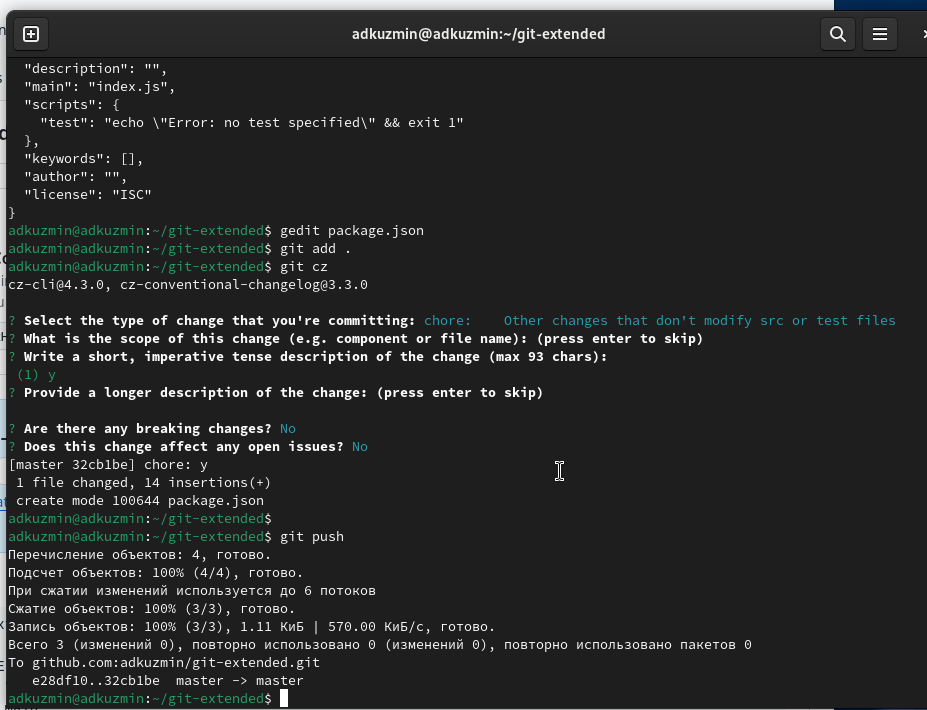 adkuzmin@adkuzmin:~/git-extended
"description": "",
"main": "index.js",
"scripts": {
"test": "echo \"Error: no test specified\" && exit 1"
},
"keywords": [],
"author": "",
"license": "ISC"
}
adkuzmin@adkuzmin:~/git-extended$ gedit package.json
adkuzmin@adkuzmin:~/git-extended$ git add .
adkuzmin@adkuzmin:~/git-extended$ git cz
cz-cli@4.3.0, cz-conventional-changelog@3.3.0
? Select the type of change that you're committing: chore:    Other changes that don't modify src or test files
? What is the scope of this change (e.g. component or file name): (press enter to skip)
? Write a short, imperative tense description of the change (max 93 chars):
(1) y
? Provide a longer description of the change: (press enter to skip)
? Are there any breaking changes? No
? Does this change affect any open issues? No
[master 32cb1be] chore: y
1 file changed, 14 insertions(+)
create mode 100644 package.json
adkuzmin@adkuzmin:~/git-extended$
adkuzmin@adkuzmin:~/git-extended$ git push
Перечисление объектов: 4, готово.
Подсчет объектов: 100% (4/4), готово.
При сжатии изменений используется до 6 потоков
Сжатие объектов: 100% (3/3), готово.
Запись объектов: 100% (3/3), 1.11 КиБ | 570.00 КиБ/с, готово.
Всего 3 (изменений 0), повторно использовано 0 (изменений 0), повторно использовано пакетов 0
To github.com:adkuzmin/git-extended.git
e28df10..32cb1be  master -> master
adkuzmin@adkuzmin:~/git-extended$